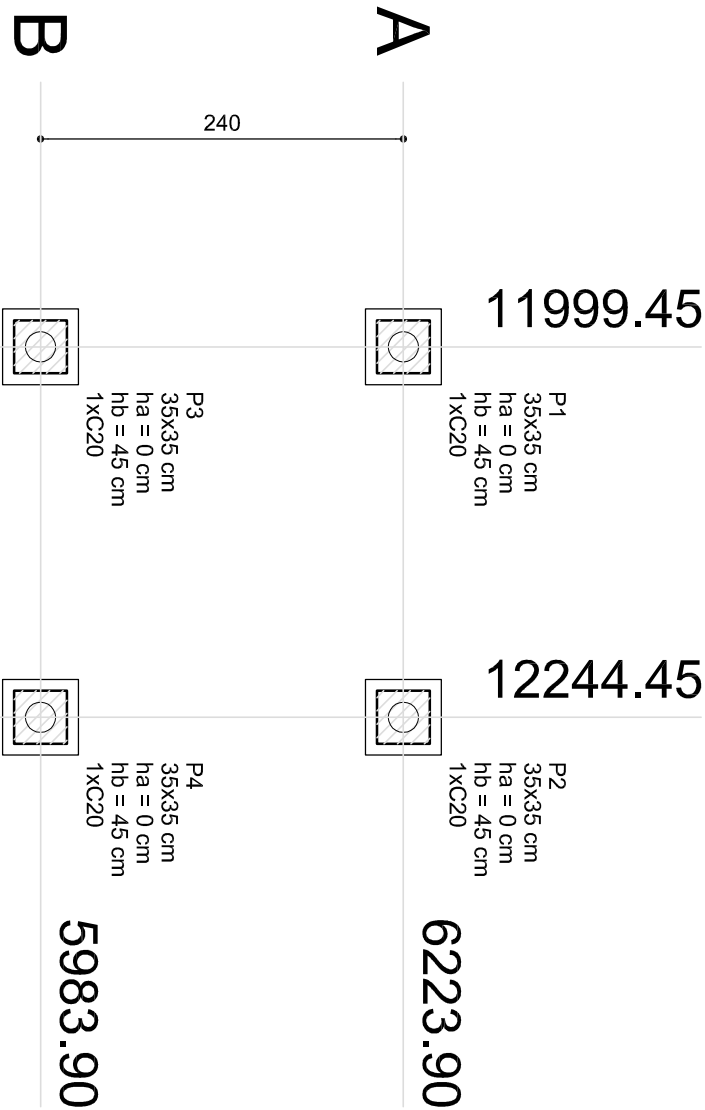 B
A
240
11999.45
P3
35x35 cm
ha = 0 cm
hb = 45 cm
1xC20
P1
35x35 cm
ha = 0 cm
hb = 45 cm
1xC20
12244.45
P4
35x35 cm
ha = 0 cm
hb = 45 cm
1xC20
P2
35x35 cm
ha = 0 cm
hb = 45 cm
1xC20
5983.90
6223.90